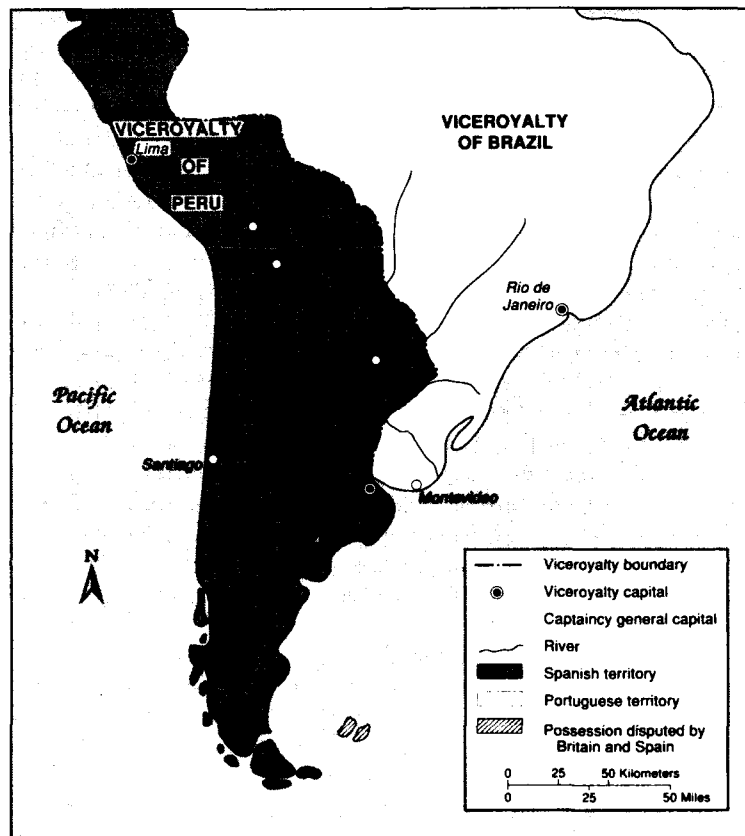 VICEROYALTY
Lima
OF
PERU
VICEROYALTY
OF BRAZIL
Rio de
Janeiro
Pacific
Ocean
Atlantic
Ocean
Santiago
Montevideo
N
Viceroyalty boundary
Viceroyalty capital
Captaincy general capital
River
Spanish territory
Portuguese territory
Possession disputed by
Britain and Spain
0 25 50 Kilometers
0 25 50 Miles